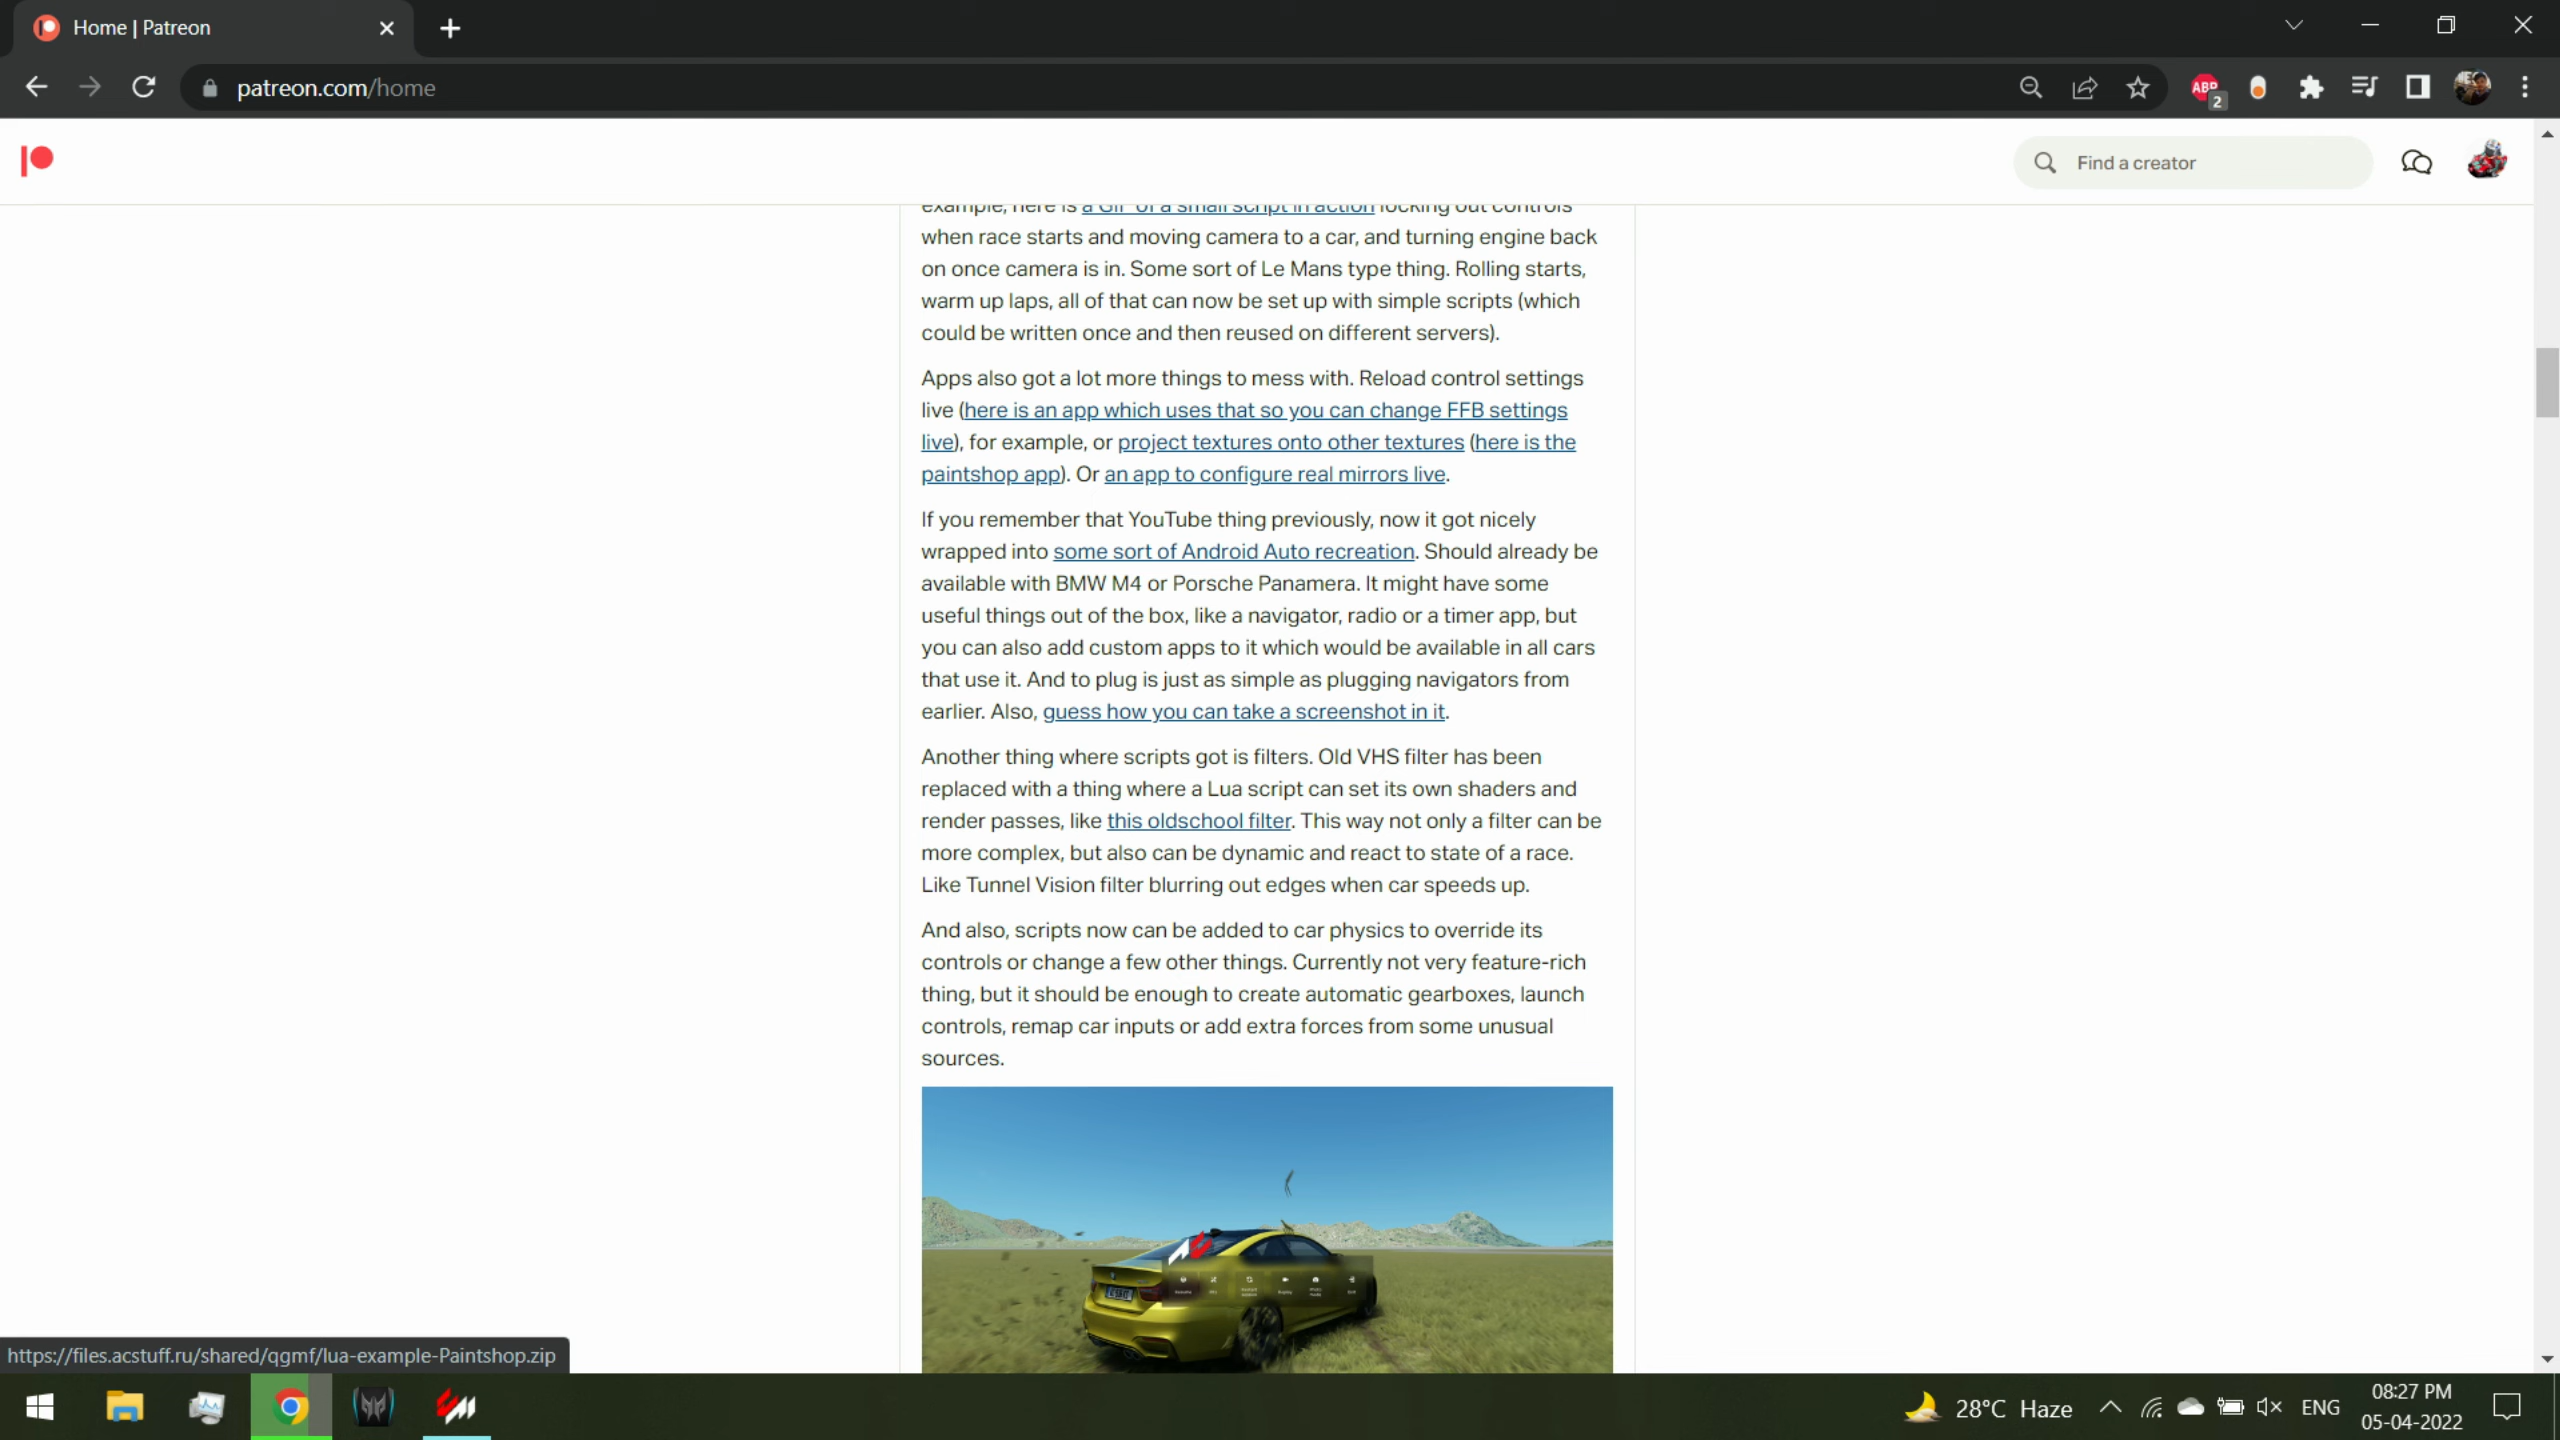 Home | Patreon
patreon.com/home
ABP
2
Find a creator
example, here is a GIF of a small script in action locking out controls
when race starts and moving camera to a car, and turning engine back
on once camera is in. Some sort of Le Mans type thing. Rolling starts,
warm up laps, all of that can now be set up with simple scripts (which
could be written once and then reused on different servers).
Apps also got a lot more things to mess with. Reload control settings
live (here is an app which uses that so you can change FFB settings
live), for example, or project textures onto other textures (here is the
paintshop app). Or an app to configure real mirrors live.
If you remember that YouTube thing previously, now it got nicely
wrapped into some sort of Android Auto recreation. Should already be
available with BMW M4 or Porsche Panamera. It might have some
useful things out of the box, like a navigator, radio or a timer app, but
you can also add custom apps to it which would be available in all cars
that use it. And to plug is just as simple as plugging navigators from
earlier. Also, guess how you can take a screenshot in it.
Another thing where scripts got is filters. Old VHS filter has been
replaced with a thing where a Lua script can set its own shaders and
render passes, like this oldschool filter. This way not only a filter can be
more complex, but also can be dynamic and react to state of a race.
Like Tunnel Vision filter blurring out edges when car speeds up.
And also, scripts now can be added to car physics to override its
controls or change a few other things. Currently not very feature-rich
thing, but it should be enough to create automatic gearboxes, launch
controls, remap car inputs or add extra forces from some unusual
sources.
https://files.acstuff.ru/shared/qgmf/lua-example-Paintshop.zip
28°C Haze
ENG
08:27 PM
05-04-2022